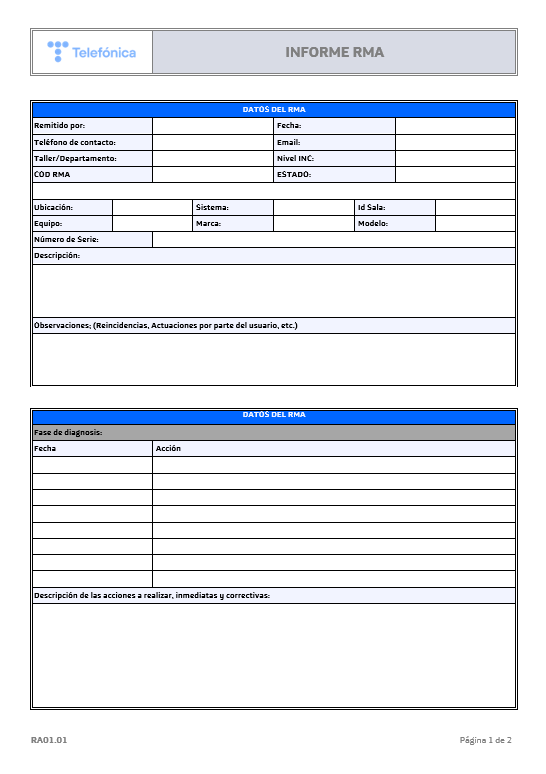 Telefónica
INFORME RMA
DATOS DEL RMA
Remitido por: Fecha:
Teléfono de contacto: Email:
Taller/Departamento: Nivel INC:
COD RMA ESTADO:
Ubicación: Sistema: Id Sala:
Equipo: Marca: Modelo:
Número de Serie:
Descripción:
Observaciones; (Reincidencias, Actuaciones por parte del usuario, etc.)
DATOS DEL RMA
Fase de diagnosis:
Fecha Acción
Descripción de las acciones a realizar, inmediatas y correctivas:
RA01.01 Página 1 de 2